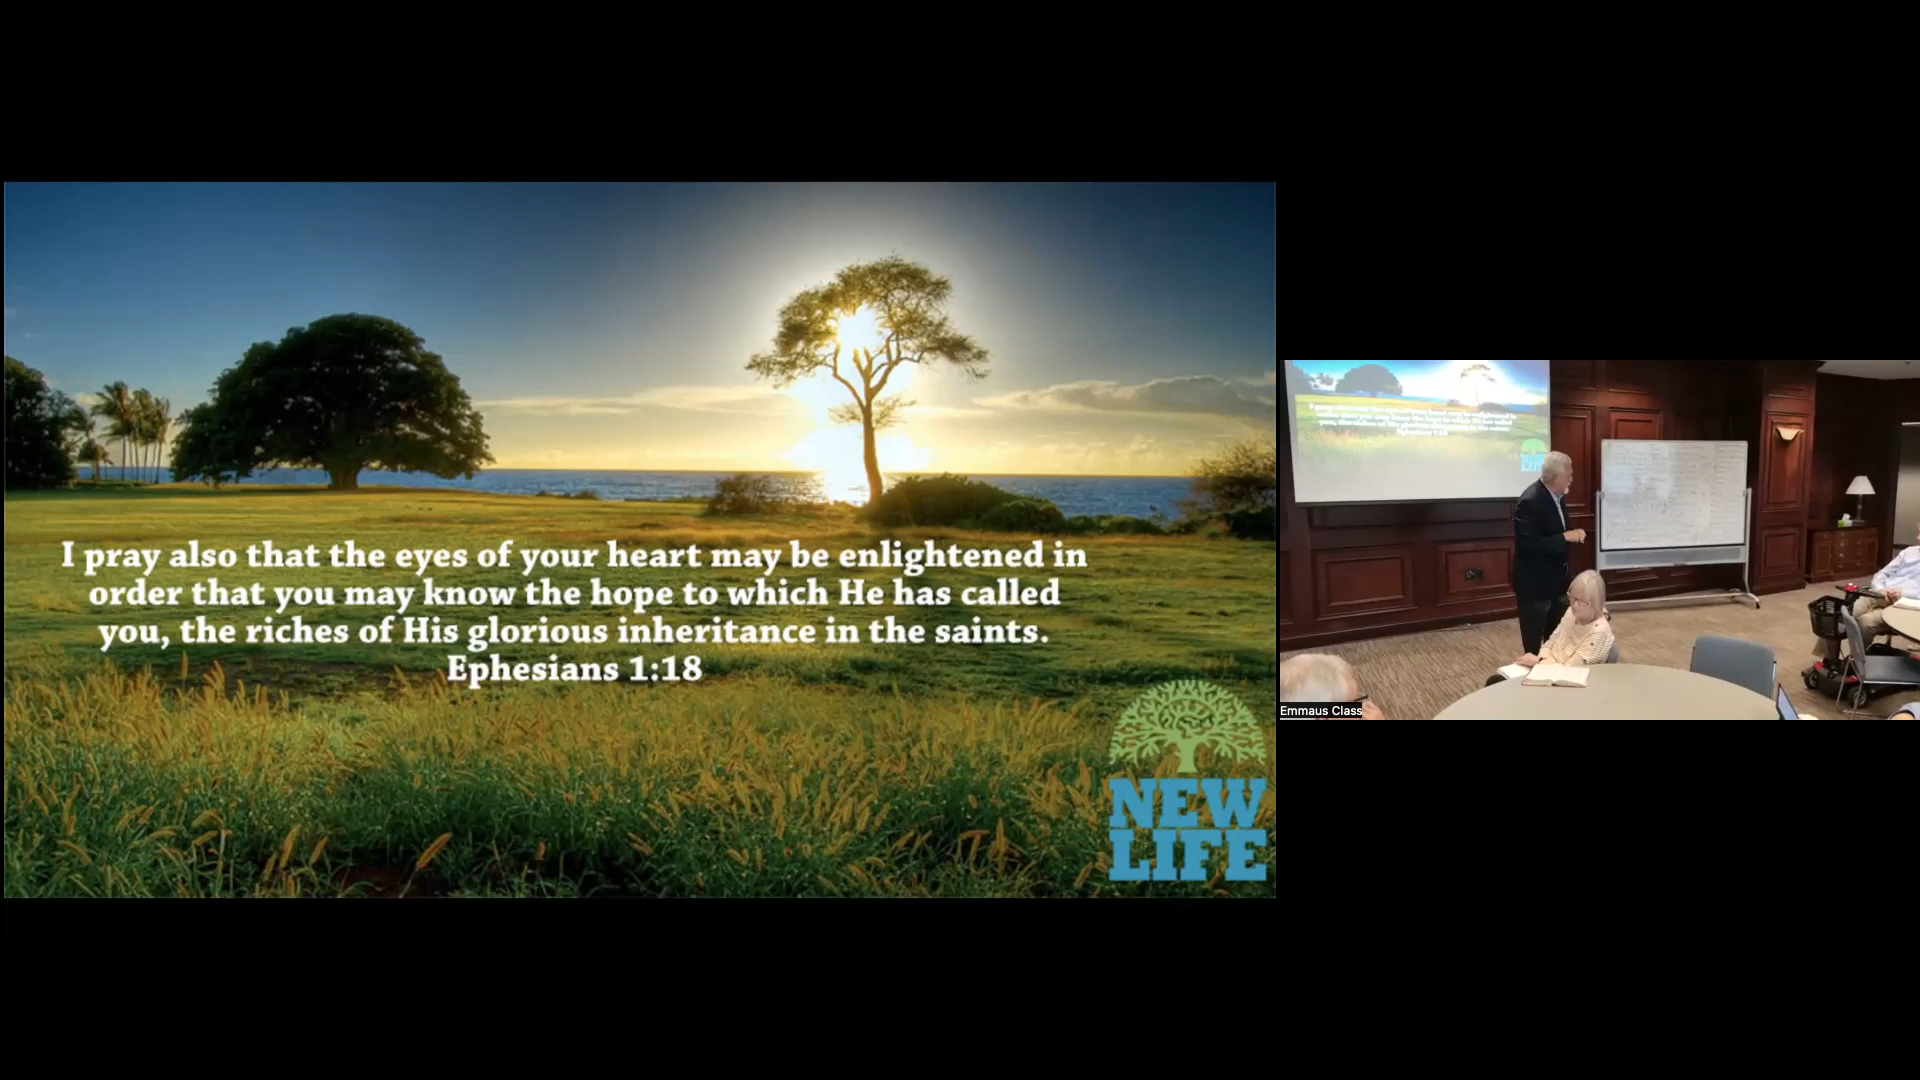 I pray also that the eyes of your heart may be enlightened in
order that you may know the hope to which He has called
you, the riches of His glorious inheritance in the saints.
Ephesians 1:18
NEW
LIFE
Emmaus Class